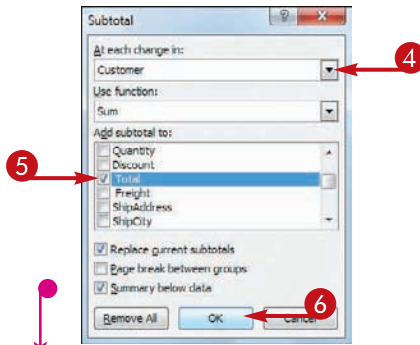 Subtotal
?
At each change in:
Customer
4
Use function:
Sum
Add subtotal to:
Quantity
Discount
5
Total
Freight
ShipAddress
ShipCity
Replace current subtotals
Page break between groups
Summary below data
6
Remove All
OK
Cancel